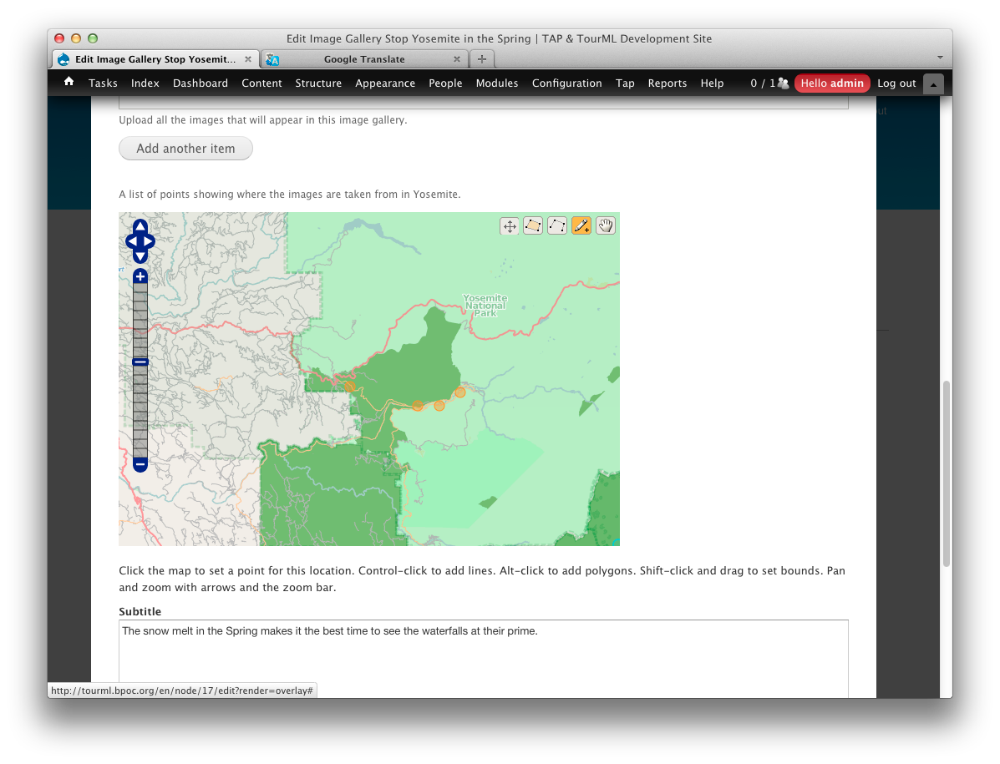 Edit Image Gallery Stop Yosemite in the Spring | TAP & TourML Development Site
Edit Image Gallery Stop Yosemit...
Google Translate
Tasks Index Dashboard Content Structure Appearance People Modules Configuration Tap Reports Help 0 / 1 Hello admin Log out
ut
Upload all the images that will appear in this image gallery.
Add another item
A list of points showing where the images are taken from in Yosemite.
Yosemite
National
Park
Click the map to set a point for this location. Control-click to add lines. Alt-click to add polygons. Shift-click and drag to set bounds. Pan
and zoom with arrows and the zoom bar.
Subtitle
The snow melt in the Spring makes it the best time to see the waterfalls at their prime.
http://tourml.bpoc.org/en/node/17/edit?render=overlay#